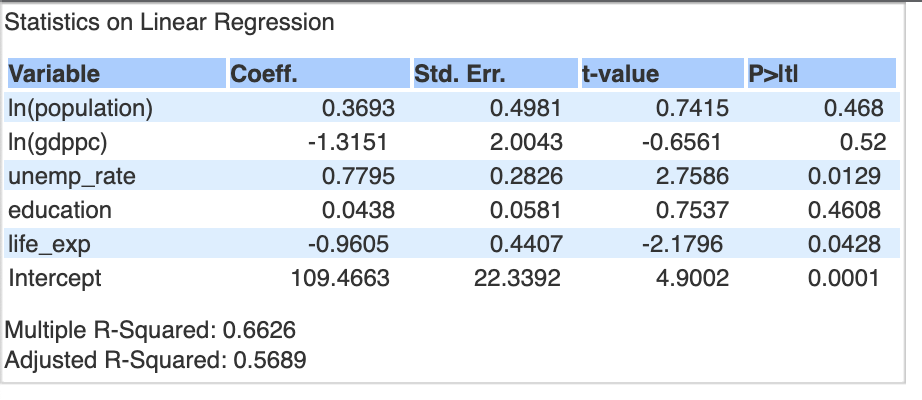 Statistics on Linear Regression
Variable Coeff. Std. Err. t-value P>ltl
ln(population) 0.3693 0.4981 0.7415 0.468
ln(gdppc) -1.3151 2.0043 -0.6561 0.52
unemp_rate 0.7795 0.2826 2.7586 0.0129
education 0.0438 0.0581 0.7537 0.4608
life_exp -0.9605 0.4407 -2.1796 0.0428
Intercept 109.4663 22.3392 4.9002 0.0001
Multiple R-Squared: 0.6626
Adjusted R-Squared: 0.5689